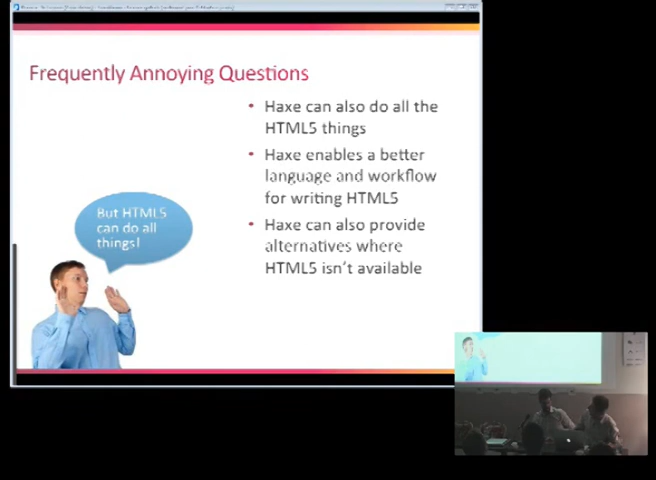 Frequently Annoying Questions
• Haxe can also do all the
HTML5 things
• Haxe enables a better
language and workflow
for writing HTML5
• Haxe can also provide
alternatives where
HTML5 isn't available
But HTML5
can do all
things!